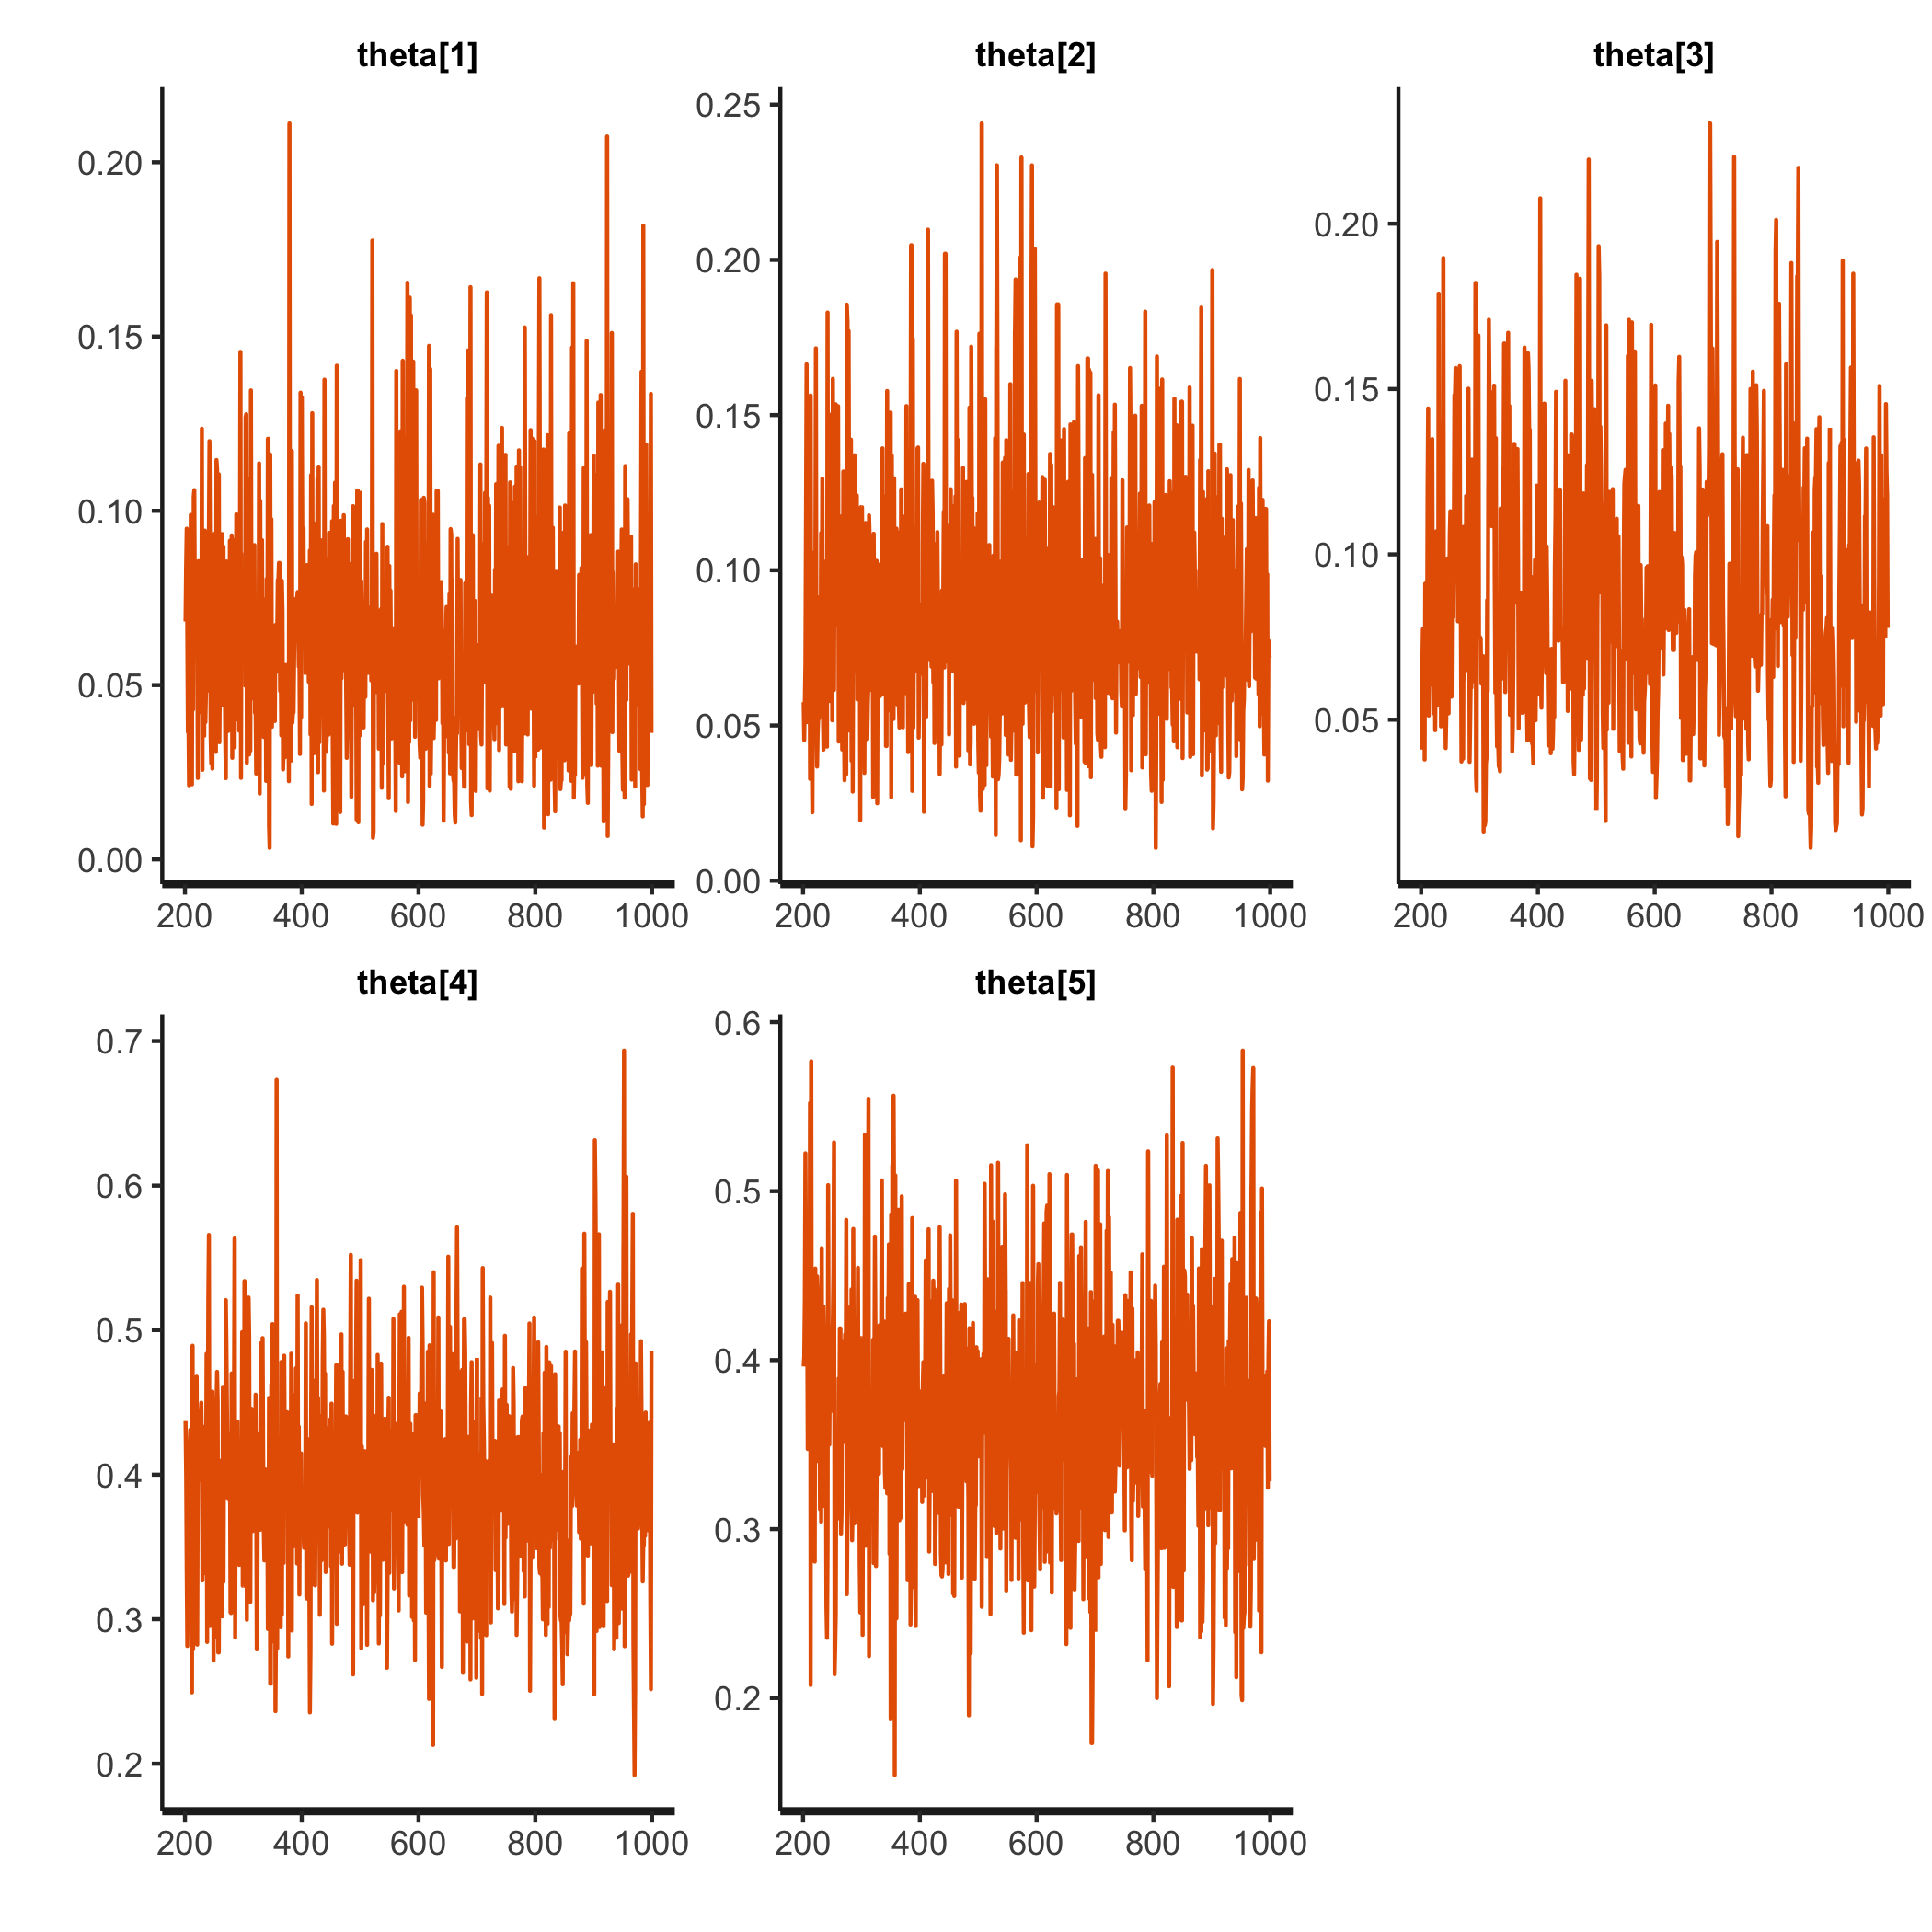 theta[1] theta[2] theta[3]
0.25
0.20 0.20 0.20
0.15 0.15 0.15
0.10 0.10 0.10
0.05 0.05 0.05
0.00 0.00
200 400 600 800 1000 200 400 600 800 1000 200 400 600 800 1000
theta[4] theta[5]
0.7 0.6
0.6 0.5
0.5 0.4
0.4 0.3
0.3 0.2
0.2
200 400 600 800 1000 200 400 600 800 1000